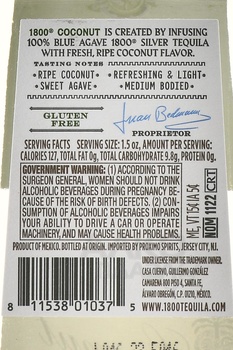 1800® COCONUT IS CREATED BY INFUSING
100% BLUE AGAVE 1800® SILVER TEQUILA
WITH FRESH, RIPE COCONUT FLAVOR.
TASTING NOTES
• RIPE COCONUT • REFRESHING & LIGHT
• SWEET AGAVE • MEDIUM BODIED
GLUTEN
FREE
PROPRIETOR
SERVING FACTS SERVING SIZE: 1.5 oz, AMOUNT PER SERVING:
CALORIES 127, TOTAL FAT 0g, TOTAL CARBOHYDRATE 9.8g, PROTEIN 0g.
GOVERNMENT WARNING: (1) ACCORDING TO THE
SURGEON GENERAL, WOMEN SHOULD NOT DRINK
ALCOHOLIC BEVERAGES DURING PREGNANCY BE-
CAUSE OF THE RISK OF BIRTH DEFECTS. (2) CON-
SUMPTION OF ALCOHOLIC BEVERAGES IMPAIRS
YOUR ABILITY TO DRIVE A CAR OR OPERATE
MACHINERY, AND MAY CAUSE HEALTH PROBLEMS.
NOM 1122 CRT
PRODUCT OF MEXICO. BOTTLED AT ORIGIN. IMPORTED BY PROXIMO SPIRITS, JERSEY CITY, NJ.
UNDER LICENSE FROM THE TRADEMARK OWNER.
CASA CUERVO, GUILLERMO GONZÁLEZ
CAMARENA 800 PISO 4, SANTA FE,
ÁLVARO OBREGÓN, C.P. 01210, MÉXICO.
WWW.1800TEQUILA.COM
8 11538 01037 5